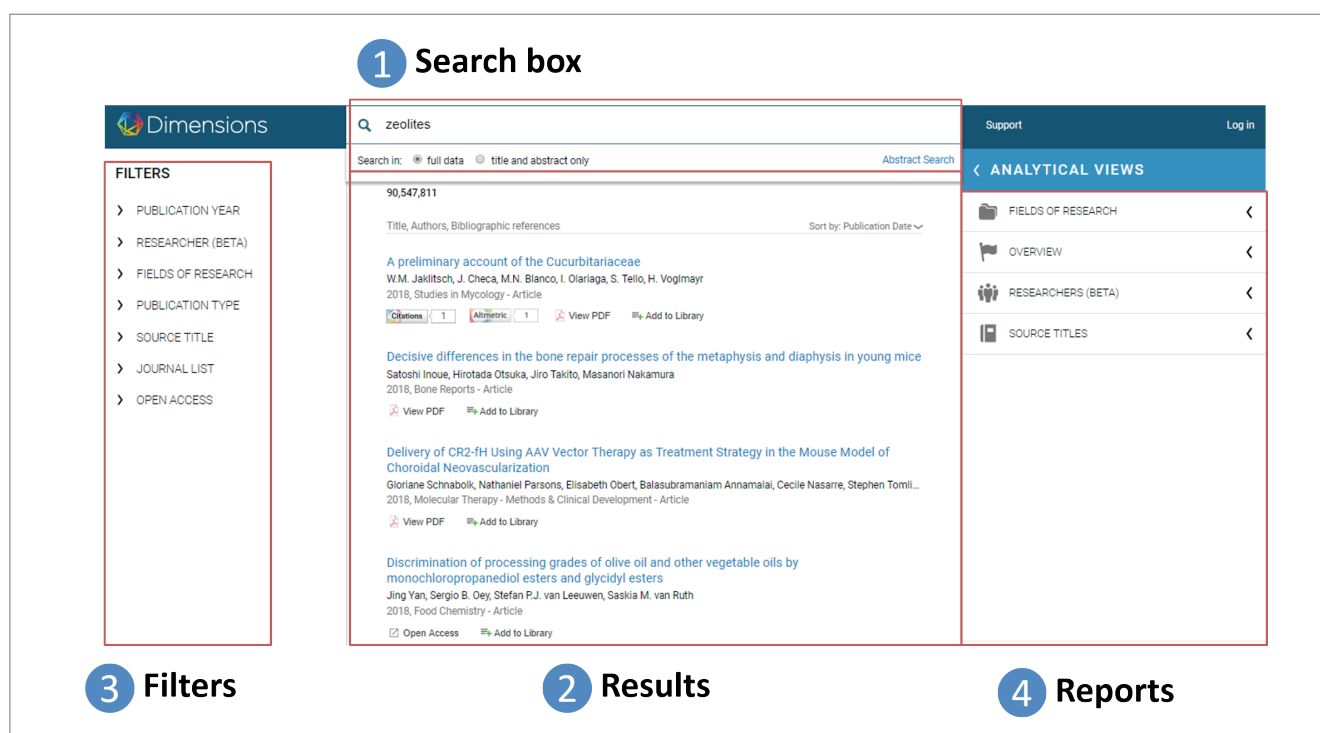 1 Search box
Dimensions
zeolites
Support
Log in
Search in: full data title and abstract only Abstract Search
FILTERS
PUBLICATION YEAR
RESEARCHER (BETA)
FIELDS OF RESEARCH
PUBLICATION TYPE
SOURCE TITLE
JOURNAL LIST
OPEN ACCESS
90,547,811
Title, Authors, Bibliographic references
Sort by: Publication Date
A preliminary account of the Cucurbitariaceae
W.M. Jaklitsch, J. Checa, M.N. Blanco, I. Olariaga, S. Tello, H. Voglmayr
2018, Studies in Mycology - Article
Citations 1 Altmetric 1 View PDF Add to Library
Decisive differences in the bone repair processes of the metaphysis and diaphysis in young mice
Satoshi Inoue, Hirotada Otsuka, Jiro Takito, Masanori Nakamura
2018, Bone Reports - Article
View PDF Add to Library
Delivery of CR2-fH Using AAV Vector Therapy as Treatment Strategy in the Mouse Model of
Choroidal Neovascularization
Gloriane Schnabolk, Nathaniel Parsons, Elisabeth Obert, Balasubramaniam Annamalai, Cecile Nasarre, Stephen Tomli...
2018, Molecular Therapy - Methods & Clinical Development - Article
View PDF Add to Library
Discrimination of processing grades of olive oil and other vegetable oils by
monochloropropanediol esters and glycidyl esters
Jing Yan, Sergio B. Oey, Stefan P.J. van Leeuwen, Saskia M. van Ruth
2018, Food Chemistry - Article
Open Access Add to Library
ANALYTICAL VIEWS
FIELDS OF RESEARCH
OVERVIEW
RESEARCHERS (BETA)
SOURCE TITLES
3 Filters
2 Results
4 Reports